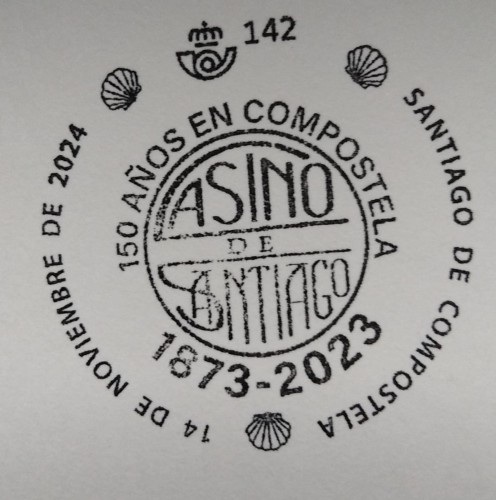 142
14 DE NOVIEMBRE DE 2024
SANTIAGO DE COMPOSTELA
150 AÑOS EN COMPOSTELA
CASINO
DE
SANTIAGO
1873-2023